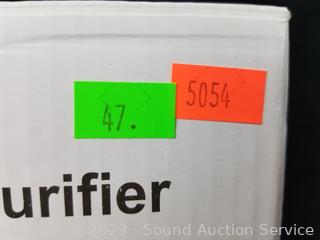 5054
47.
urifier
2023 - Sound Auction Service